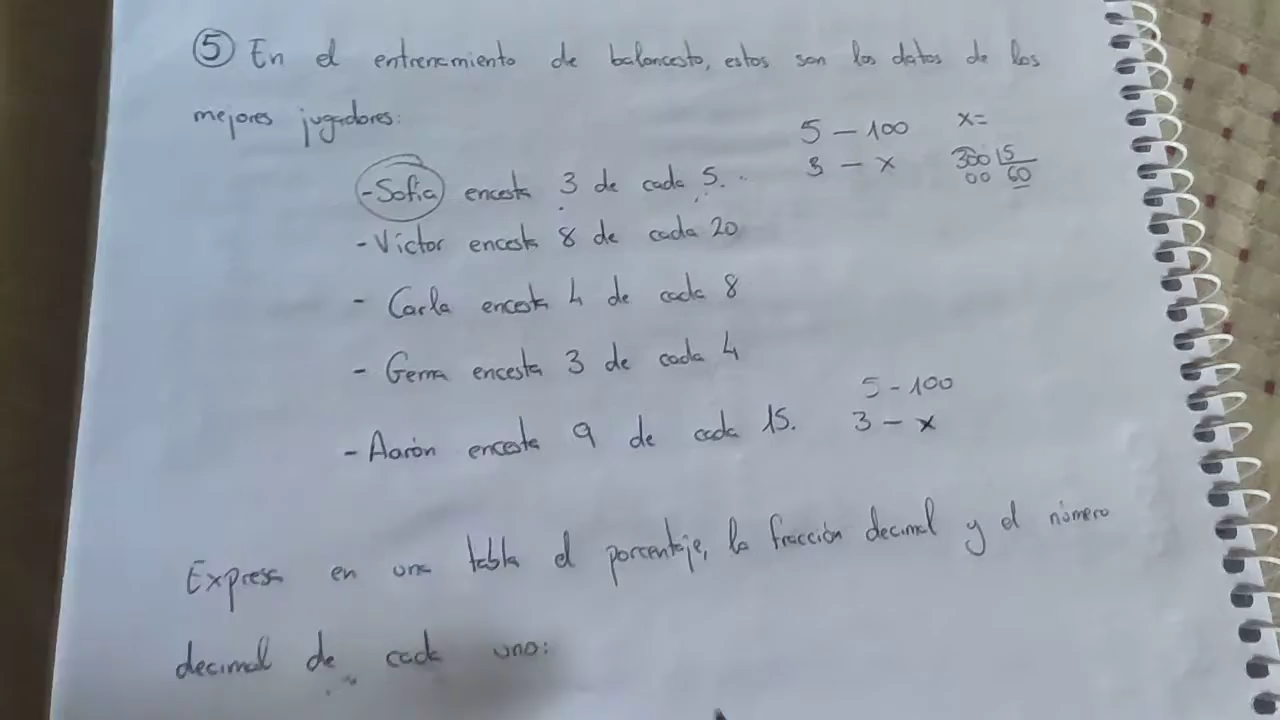 ⑤ En el entrenamiento de baloncesto, estos son los datos de los
mejores jugadores:
5 - 100 x=
3 - x 300 5
00 60
- Sofía encesta 3 de cada 5.
- Víctor encesta 8 de cada 20
- Carla encesta 4 de cada 8
- Gema encesta 3 de cada 4
5 - 100
- Aarón encesta 9 de cada 15. 3 - x
Expresa en una tabla el porcentaje, la fracción decimal y el número
decimal de cada uno: